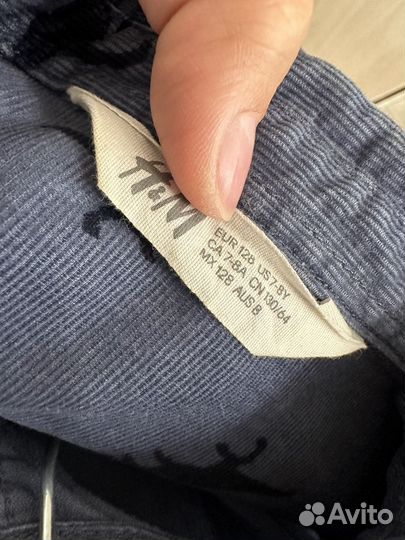 H&M
EUR 128 US 7-8Y
CA 7-8A CN 130/64
MX 128 AUS 8
Avito